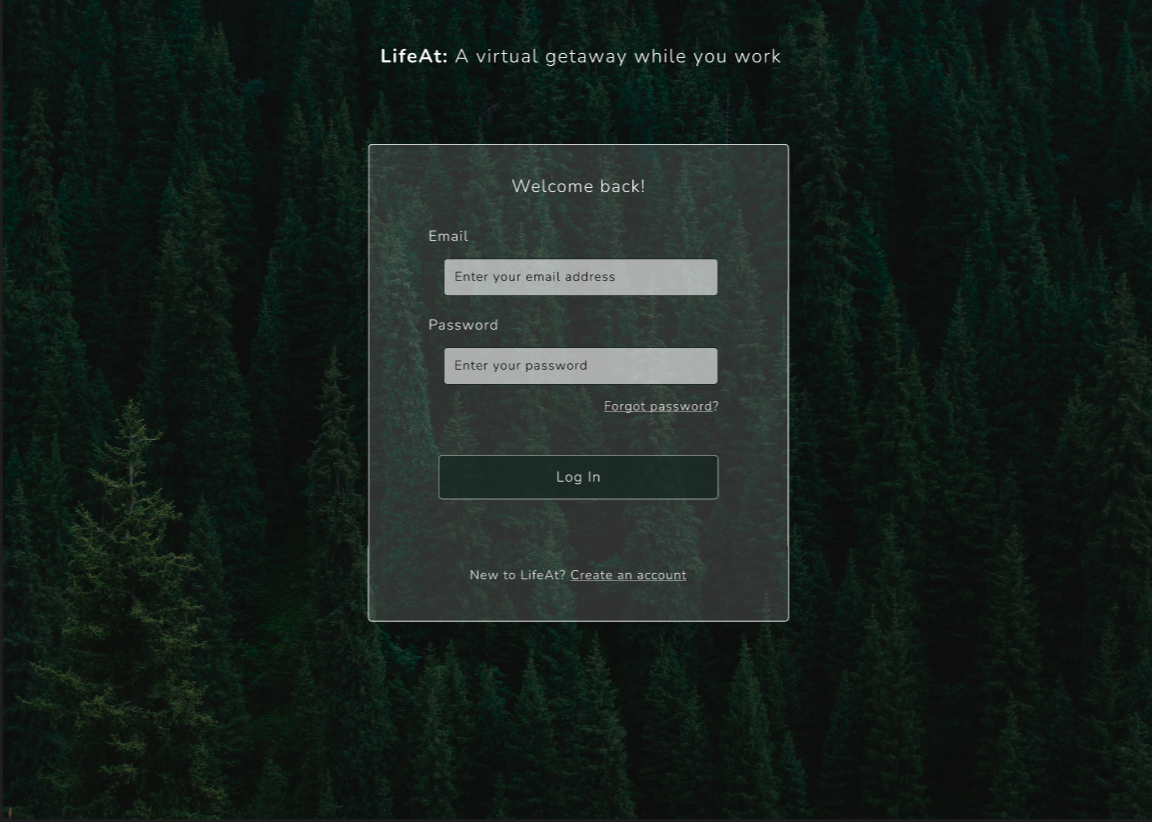 LifeAt: A virtual getaway while you work
Welcome back!
Email
Enter your email address
Password
Enter your password
Forgot password?
Log In
New to LifeAt? Create an account